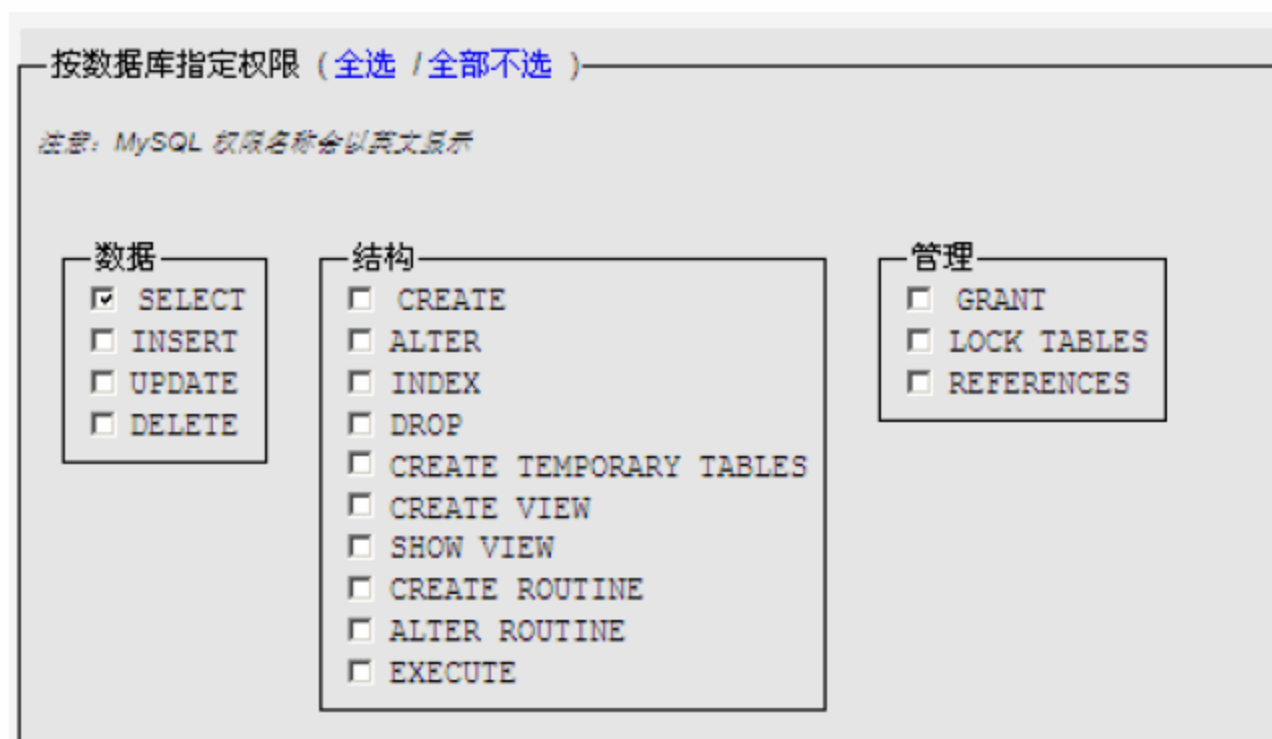 按数据库指定权限 (全选 /全部不选 )
注意: MySQL 权限名称会以英文显示
数据
SELECT
INSERT
UPDATE
DELETE
结构
CREATE
ALTER
INDEX
DROP
CREATE TEMPORARY TABLES
CREATE VIEW
SHOW VIEW
CREATE ROUTINE
ALTER ROUTINE
EXECUTE
管理
GRANT
LOCK TABLES
REFERENCES